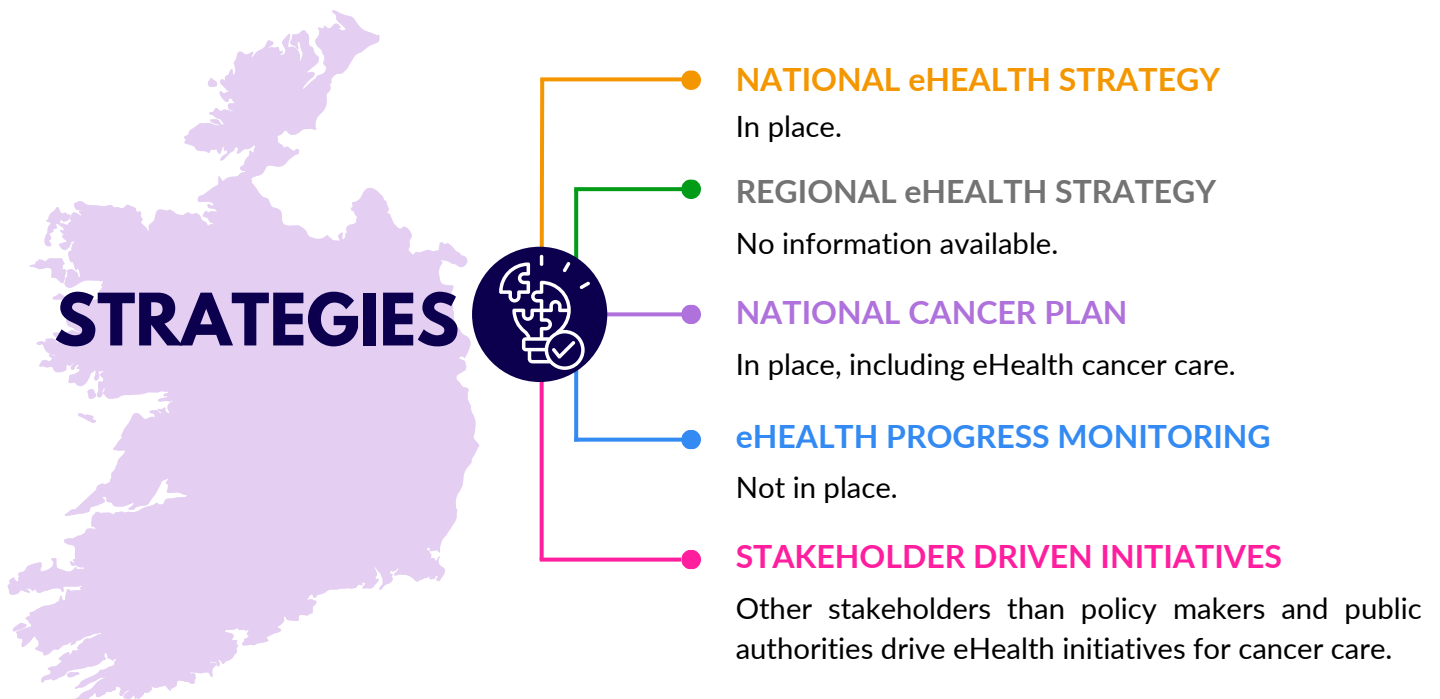 STRATEGIES
NATIONAL eHEALTH STRATEGY
In place.
REGIONAL eHEALTH STRATEGY
No information available.
NATIONAL CANCER PLAN
In place, including eHealth cancer care.
eHEALTH PROGRESS MONITORING
Not in place.
STAKEHOLDER DRIVEN INITIATIVES
Other stakeholders than policy makers and public
authorities drive eHealth initiatives for cancer care.